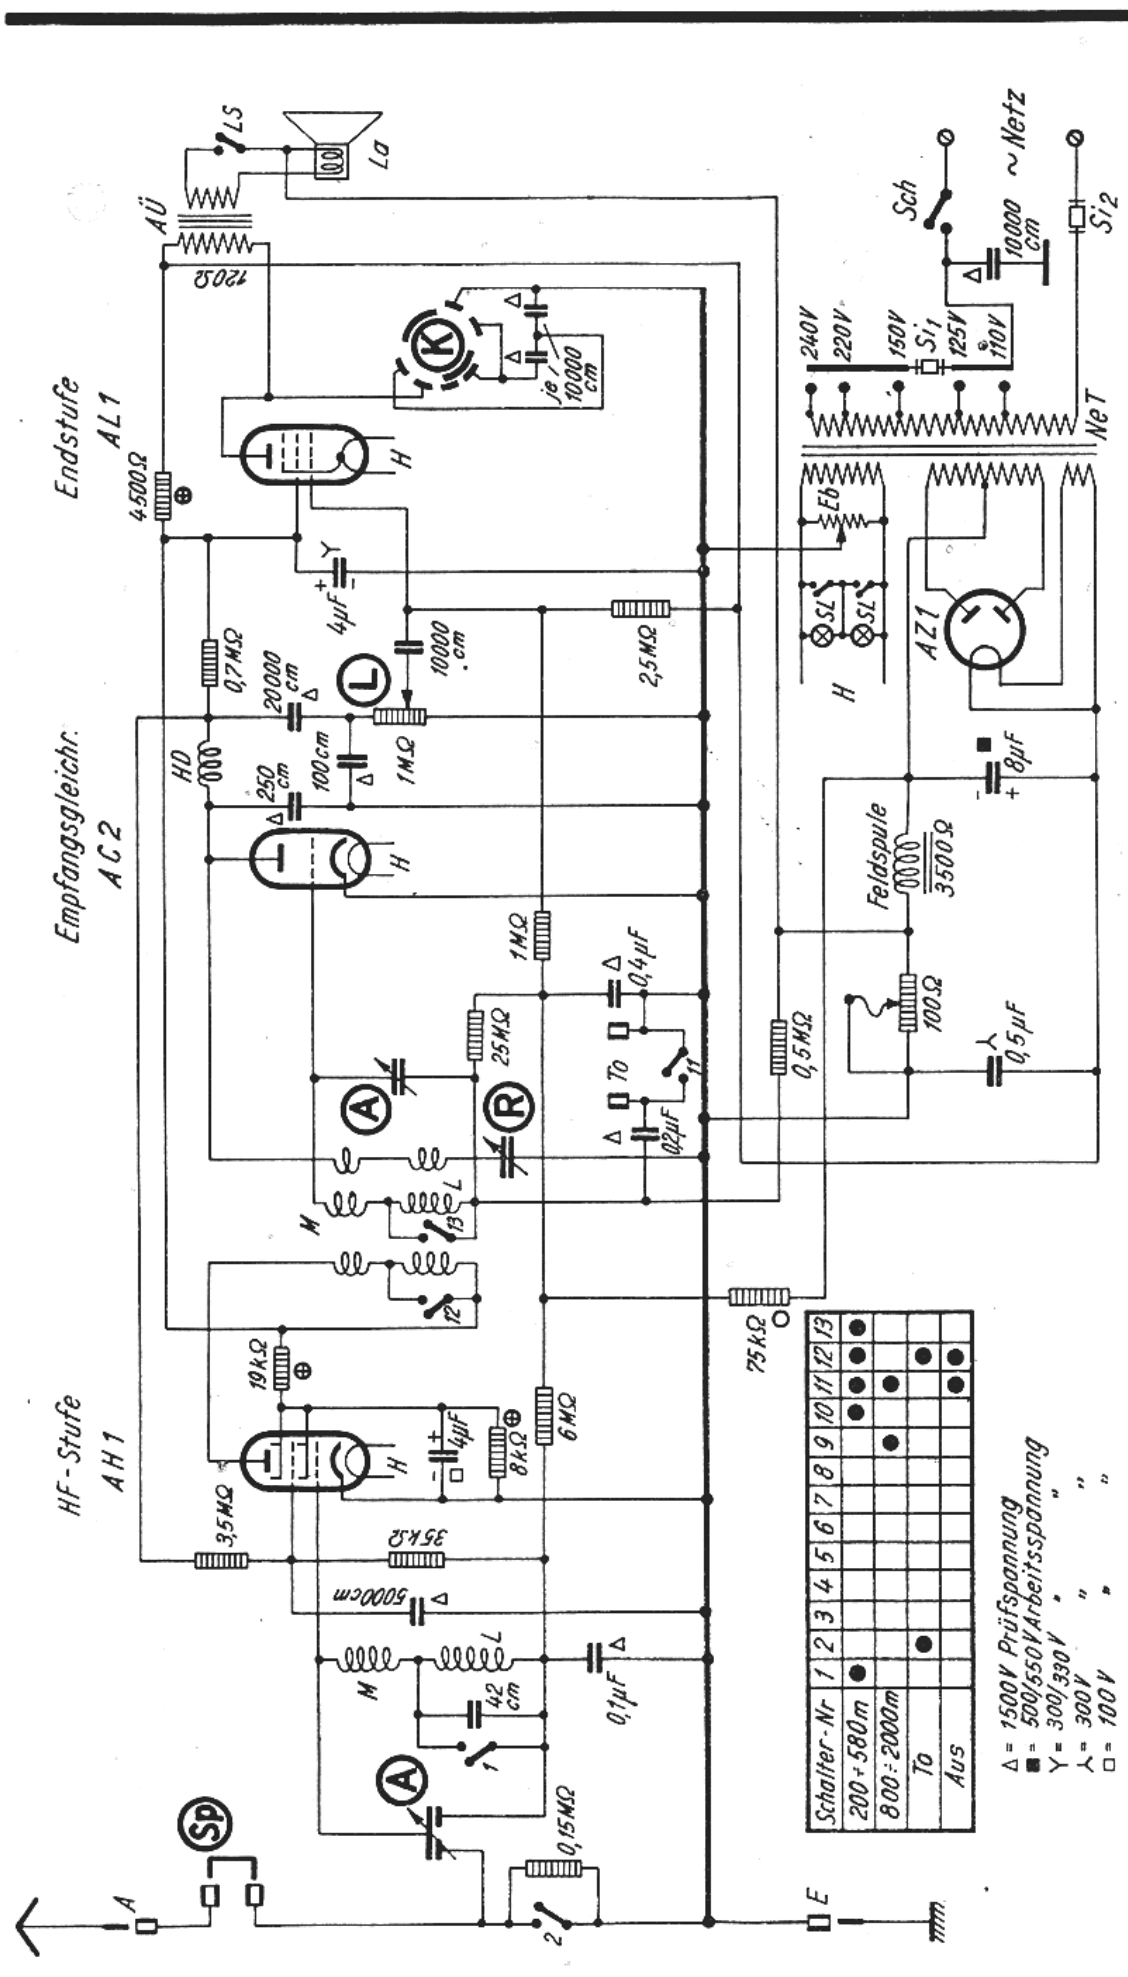 HF-Stufe
AH1
Empfangsgleichr.
AC2
Endstufe
AL1
A
Sp
A
2
0,15MΩ
E
1
42
cm
M
L
0,1µF
5000cm
35kΩ
3,5MΩ
H
4µF
+
-
8kΩ
6MΩ
19kΩ
12
13
M
L
75kΩ
A
R
25MΩ
0,2µF
To
11
0,4µF
1MΩ
0,5MΩ
HD
250
cm
100cm
20000
cm
0,7MΩ
L
1MΩ
H
10000
cm
4µF
+
-
2,5MΩ
4500Ω
H
K
je
10000
cm
120Ω
AÜ
LS
La
100Ω
0,5µF
Feldspule
3500Ω
8µF
-
+
AZ1
H
SL
SL
Eb
NeT
240V
220V
150V
Si1
125V
110V
Sch
10000
cm
~ Netz
Si2
Schalter-Nr 1 2 3 4 5 6 7 8 9 10 11 12 13
200÷580m
800÷2000m
To
Aus
△ = 1500V Prüfspannung
■ = 500/550V Arbeitsspannung
Y = 300/330V " "
⅄ = 300V " "
□ = 100V " "